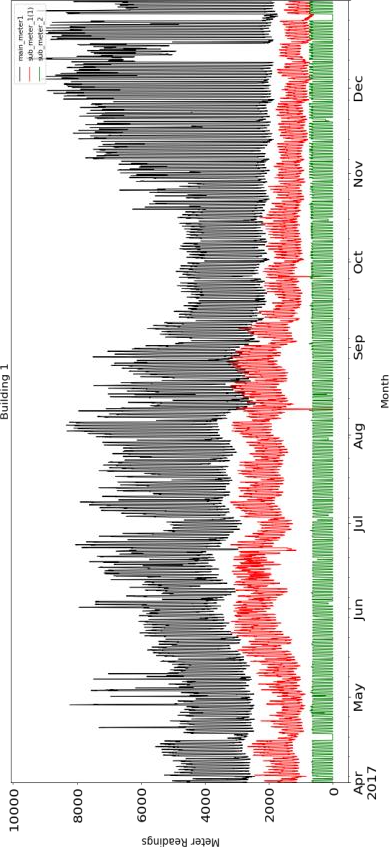 Building 1
main_meter1
sub_meter_1(1)
sub_meter_2
Meter Readings
10000
8000
6000
4000
2000
0
Apr
2017
May
Jun
Jul
Aug
Sep
Oct
Nov
Dec
Month